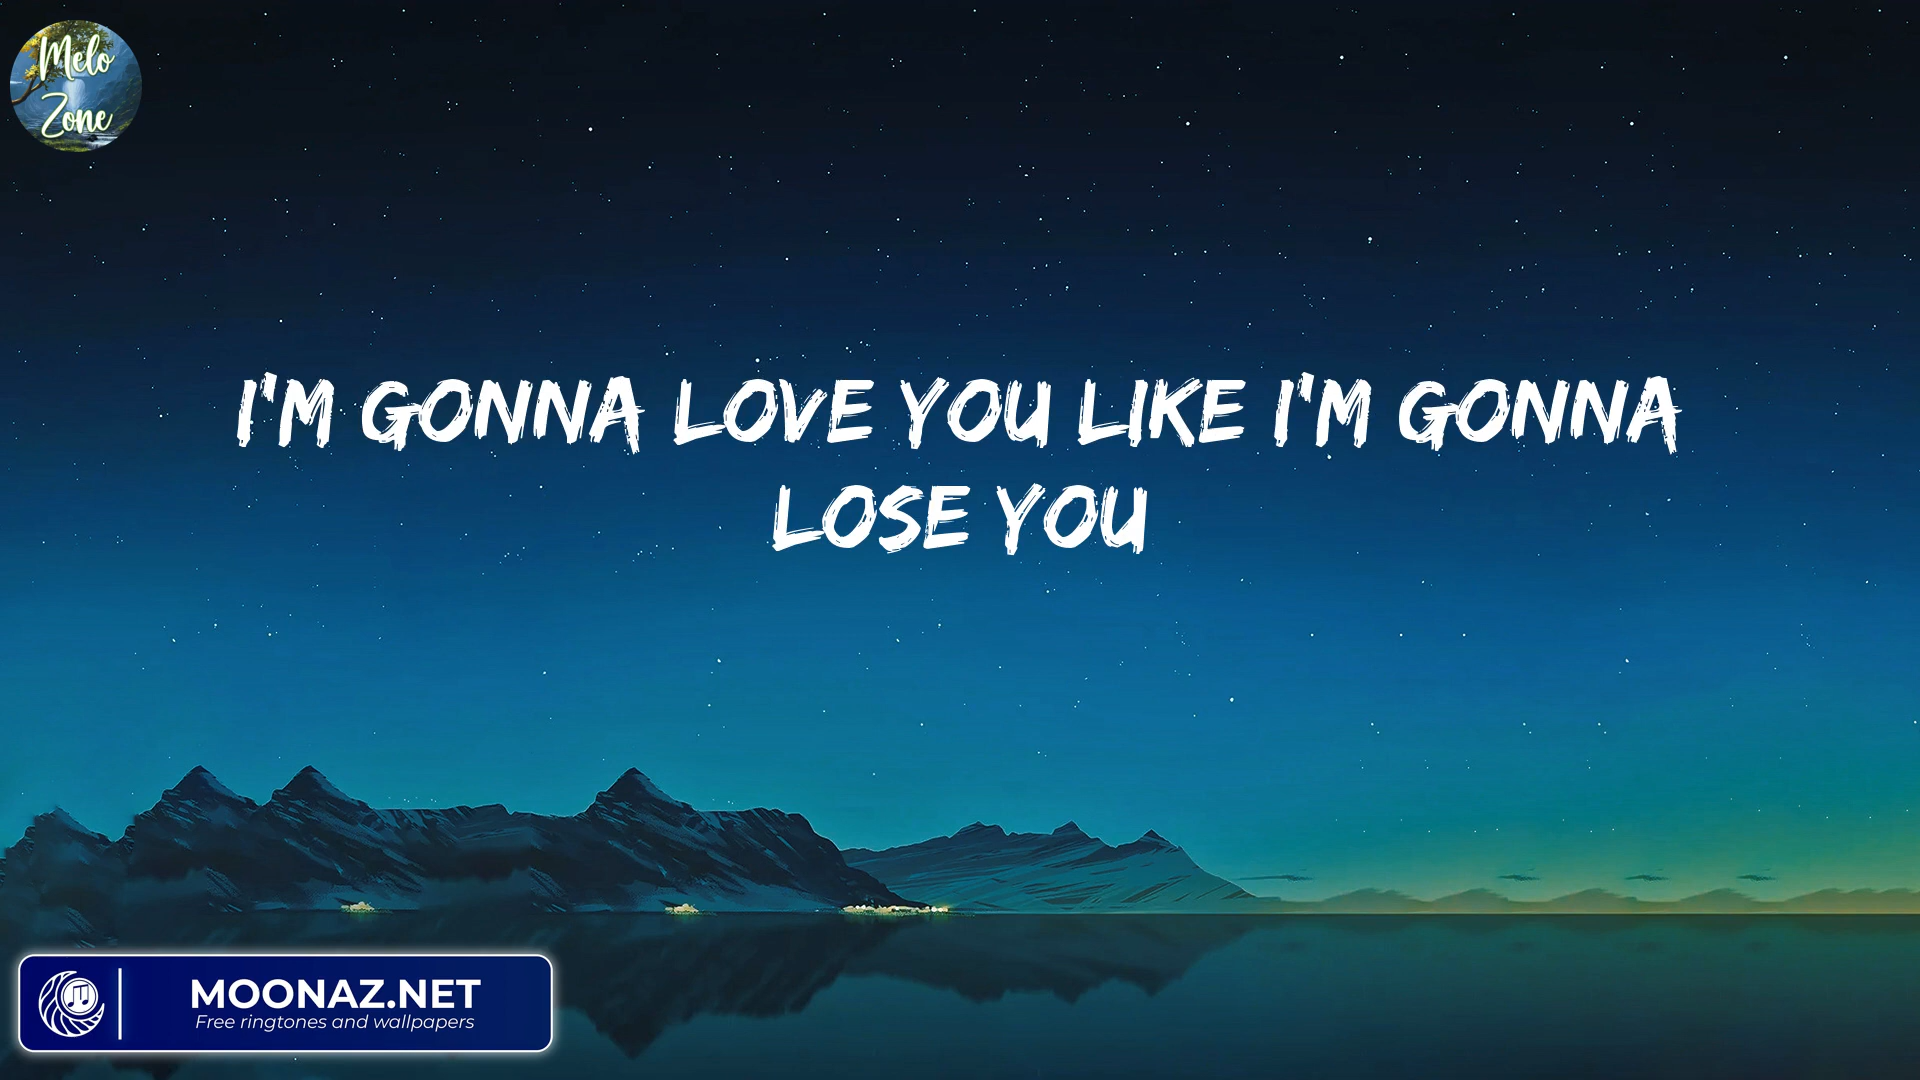 Melo
Zone
I'M GONNA LOVE YOU LIKE I'M GONNA
LOSE YOU
MOONAZ.NET
Free ringtones and wallpapers